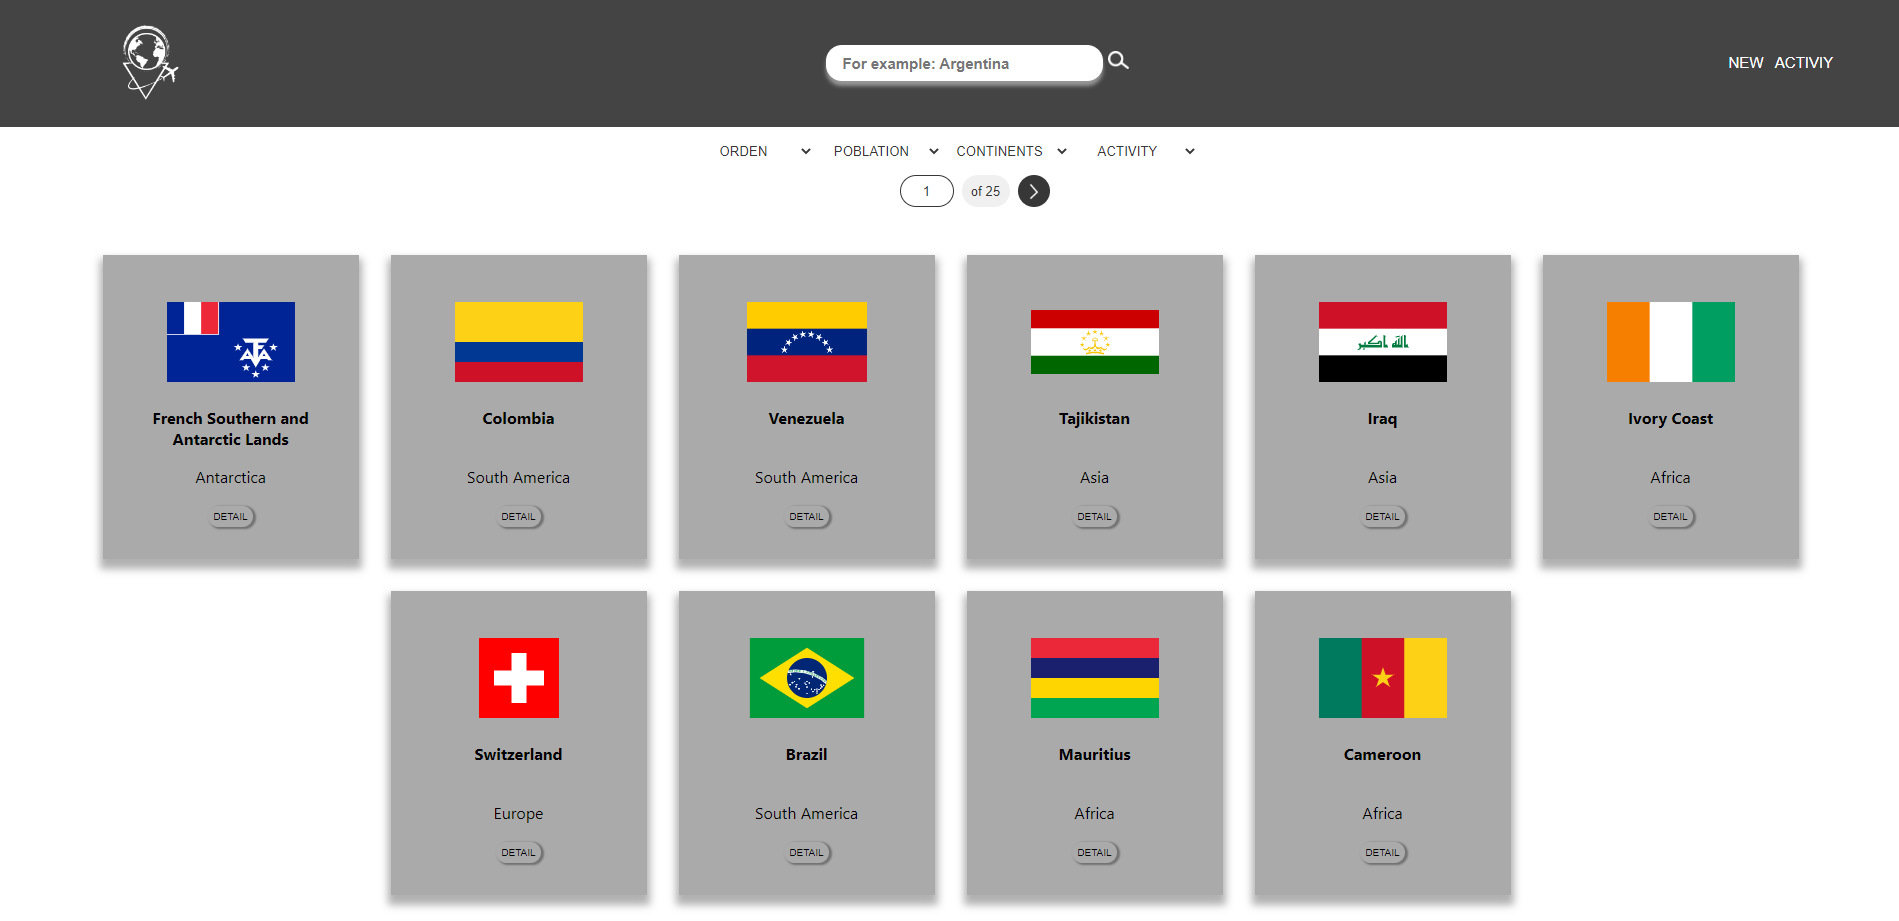 For example: Argentina
NEW ACTIVIY
ORDEN POBLATION CONTINENTS ACTIVITY
1 of 25
French Southern and
Antarctic Lands
Antarctica
DETAIL
Colombia
South America
DETAIL
Venezuela
South America
DETAIL
Tajikistan
Asia
DETAIL
الله اكبر
Iraq
Asia
DETAIL
Ivory Coast
Africa
DETAIL
Switzerland
Europe
DETAIL
Brazil
South America
DETAIL
Mauritius
Africa
DETAIL
Cameroon
Africa
DETAIL